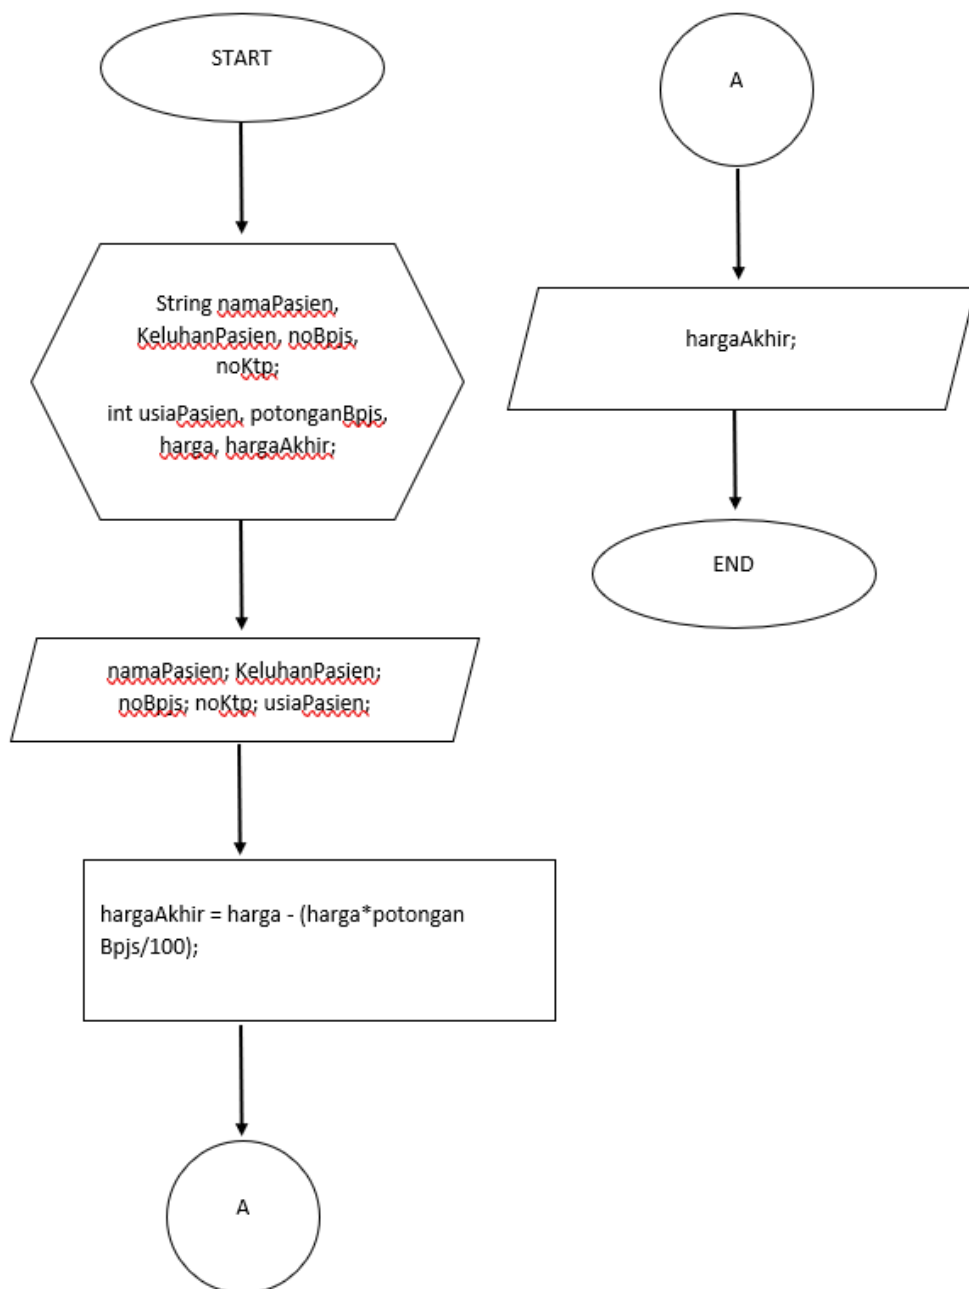 START
String namaPasien,
KeluhanPasien, noBpjs,
noKtp;
int usiaPasien, potonganBpjs,
harga, hargaAkhir;
namaPasien; KeluhanPasien;
noBpjs; noKtp; usiaPasien;
hargaAkhir = harga - (harga*potongan
Bpjs/100);
A
A
hargaAkhir;
END